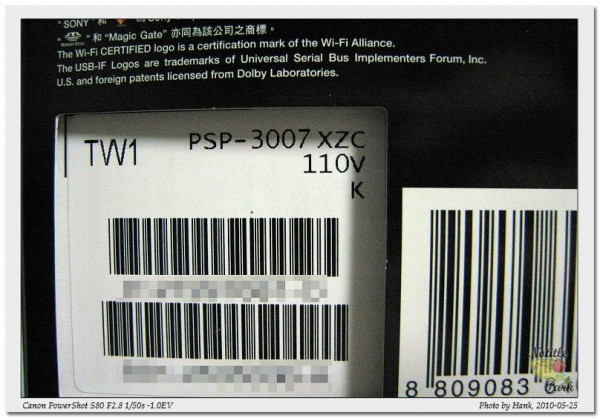 "SONY" 和
"和 "Magic Gate" 亦同為該公司之商標。
The Wi-Fi CERTIFIED logo is a certification mark of the Wi-Fi Alliance.
The USB-IF Logos are trademarks of Universal Serial Bus Implementers Forum, Inc.
U.S. and foreign patents licensed from Dolby Laboratories.
TW1
PSP-3007 XZC
110V
K
8 809083
Nozille
Park
Canon PowerShot S80 F2.8 1/50s -1.0EV
Photo by Hank, 2010-05-25